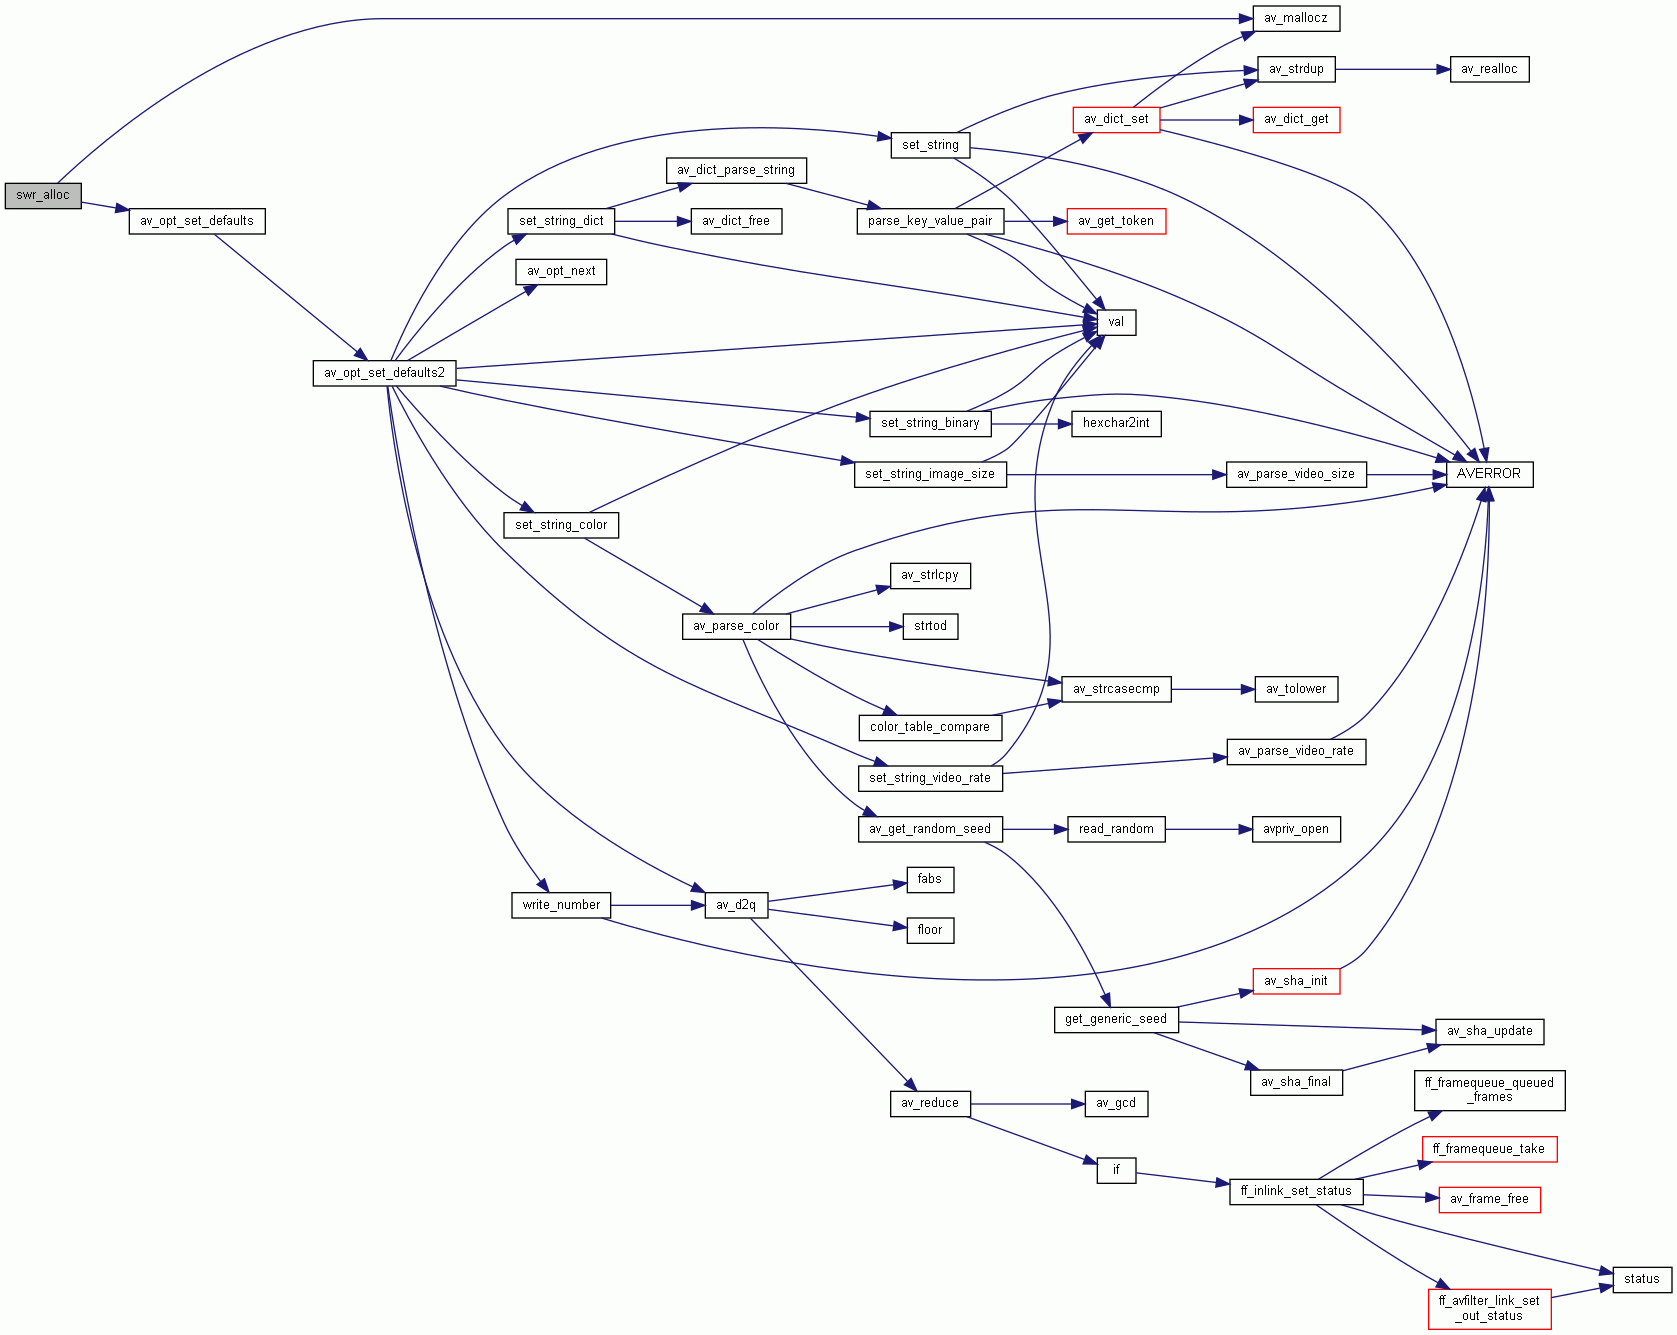 av_mallocz
av_strdup
av_realloc
av_dict_set
av_dict_get
set_string
av_dict_parse_string
swr_alloc
av_opt_set_defaults
set_string_dict
av_dict_free
parse_key_value_pair
av_get_token
av_opt_next
val
av_opt_set_defaults2
set_string_binary
hexchar2int
set_string_image_size
av_parse_video_size
AVERROR
set_string_color
av_strlcpy
av_parse_color
strtod
av_strcasecmp
av_tolower
color_table_compare
av_parse_video_rate
set_string_video_rate
av_get_random_seed
read_random
avpriv_open
fabs
write_number
av_d2q
floor
av_sha_init
get_generic_seed
av_sha_update
av_sha_final
ff_framequeue_queued
_frames
av_reduce
av_gcd
ff_framequeue_take
if
ff_inlink_set_status
av_frame_free
status
ff_avfilter_link_set
_out_status